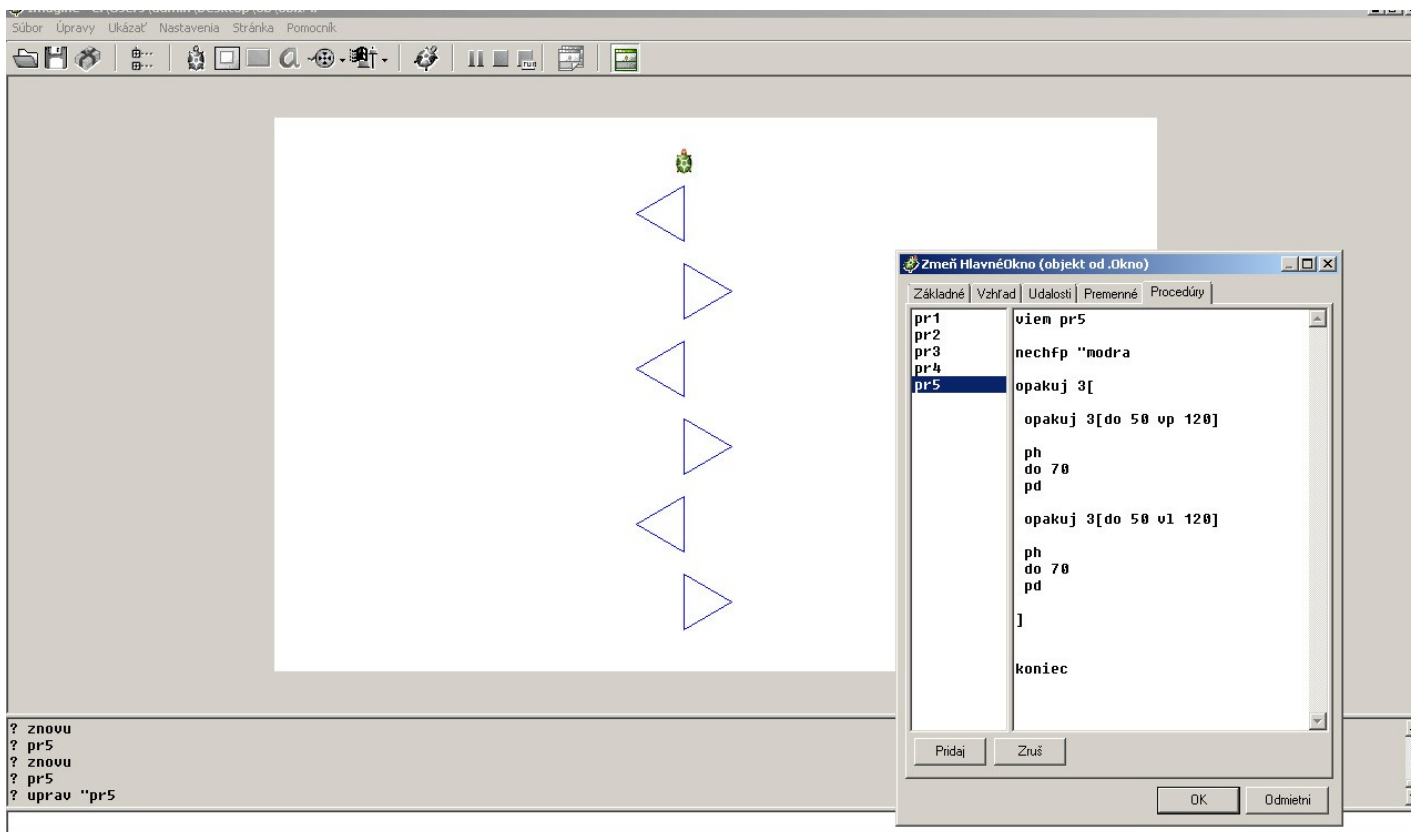 Súbor Úpravy Ukázať Nastavenia Stránka Pomocník
run
Zmeň HlavnéOkno (objekt od .Okno)
Základné Vzhľad Udalosti Premenné Procedúry
pr1
pr2
pr3
pr4
pr5
viem pr5
nechfp "modra
opakuj 3[
opakuj 3[do 50 vp 120]
ph
do 70
pd
opakuj 3[do 50 vl 120]
ph
do 70
pd
]
koniec
Pridaj Zruš
OK Odmietni
? znovu
? pr5
? znovu
? pr5
? uprav "pr5